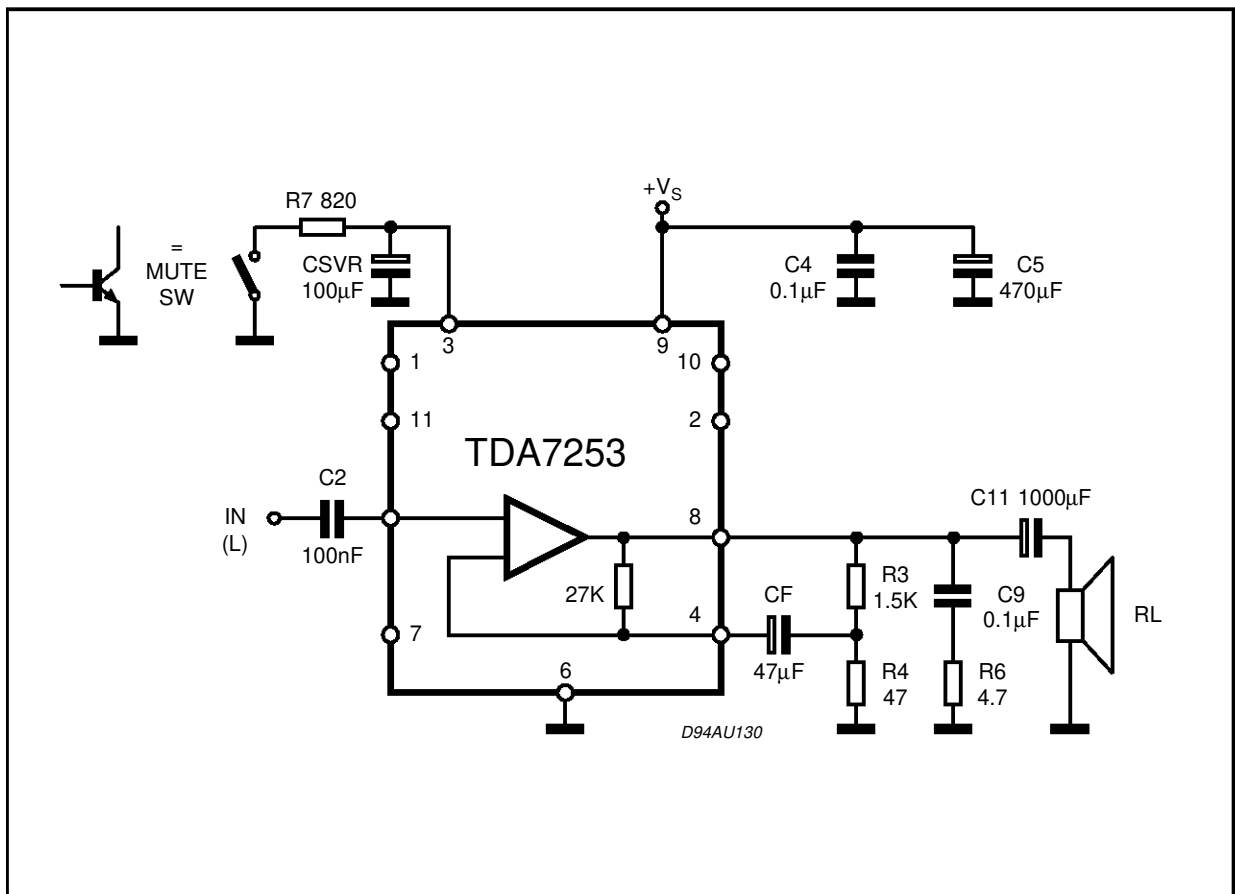 +VS
R7 820
=
MUTE
SW
CSVR
100µF
C4
0.1µF
C5
470µF
3
9
1
10
11
2
TDA7253
C2
IN
(L)
100nF
8
C11 1000µF
27K
R3
1.5K
CF
C9
0.1µF
4
7
RL
47µF
6
R4
47
R6
4.7
D94AU130